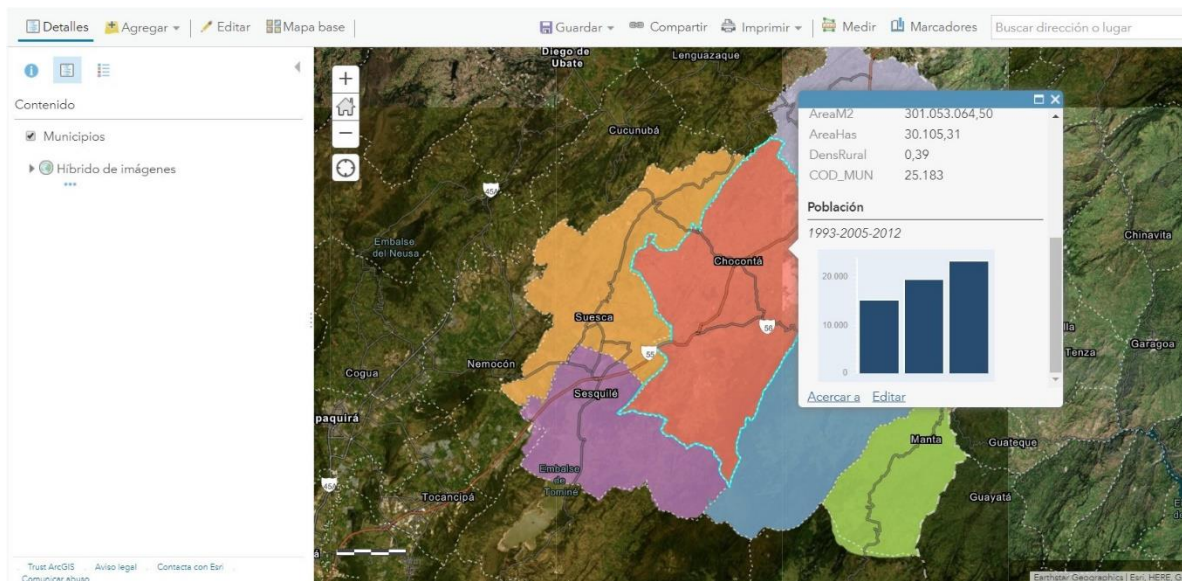 Detalles Agregar Editar Mapa base Guardar Compartir Imprimir Medir Marcadores Buscar dirección o lugar
Contenido
Municipios
Híbrido de imágenes
Trust ArcGIS Aviso legal Contacta con Esri
Comunicar abuso
Diego de
Ubate
Lenguazaque
Cucunubá
45A
Embalse
del Neusa
Chocontá
Chinavita
Suesca
56
55
Nemocón
Cogua
Tenza
Garagoa
Sesquilé
paquirá
Manta
Guateque
Embalse
de
Tominé
45A
Tocancipá
Guayatá
AreaM2 301.053.064,50
AreaHas 30.105,31
DensRural 0,39
COD_MUN 25.183
Población
1993-2005-2012
20.000
10.000
0
Acercar a Editar
Earthstar Geographics | Esri, HERE, G